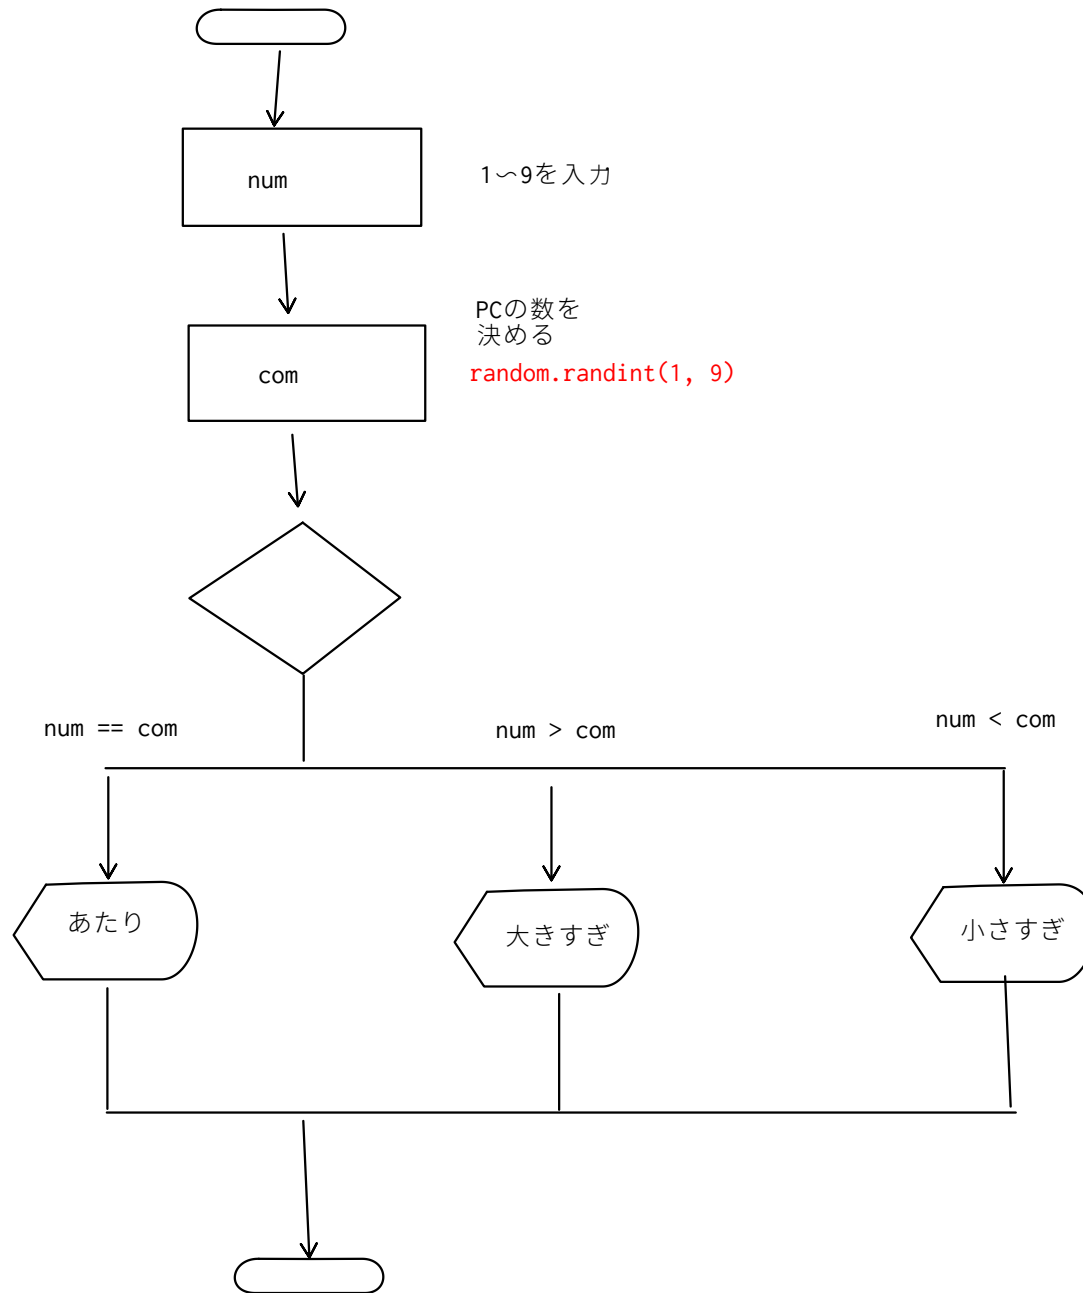 num
1〜9を入力
PCの数を
決める
com
random.randint(1, 9)
num == com
num > com
num < com
あたり
大きすぎ
小さすぎ